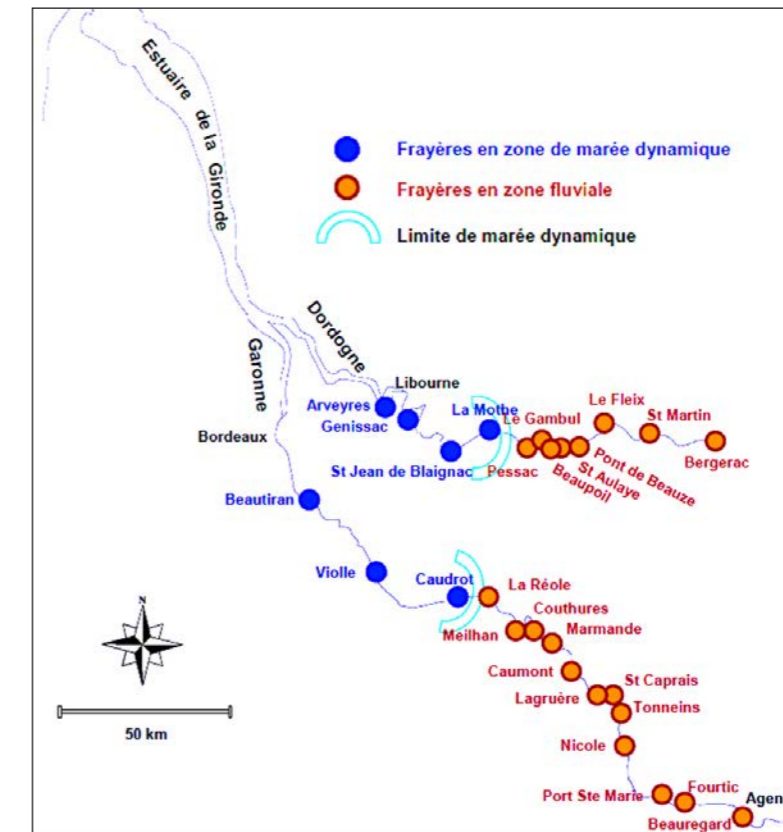 Estuaire de la Gironde
Frayères en zone de marée dynamique
Frayères en zone fluviale
Limite de marée dynamique
Dordogne
Garonne
Libourne
Arveyres
Genissac
La Mothe
Le Gambul
Le Fleix
St Martin
Bordeaux
St Jean de Blaignac
Pessac
Beaupoil
St Aulaye
Pont de Beauze
Bergerac
Beautiran
Violle
Caudrot
La Réole
Couthures
Meilhan
Marmande
Caumont
St Caprais
Lagruère
Tonneins
Nicole
N
50 km
Port Ste Marie
Fourtic
Agen
Beauregard